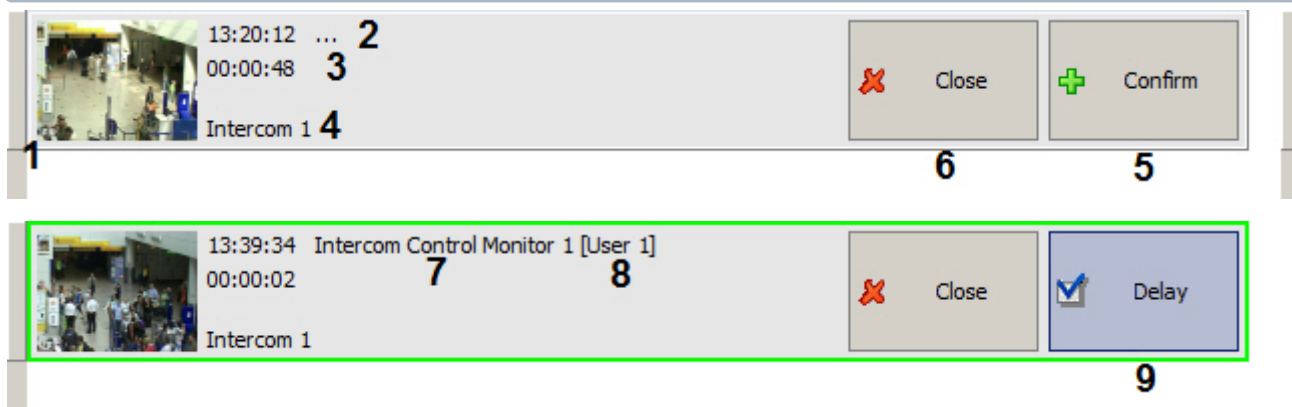 13:20:12 ... 2
00:00:48 3
Close
Confirm
Intercom 1 4
1
6
5
13:39:34 Intercom Control Monitor 1 [User 1]
7
8
00:00:02
Close
Delay
Intercom 1
9